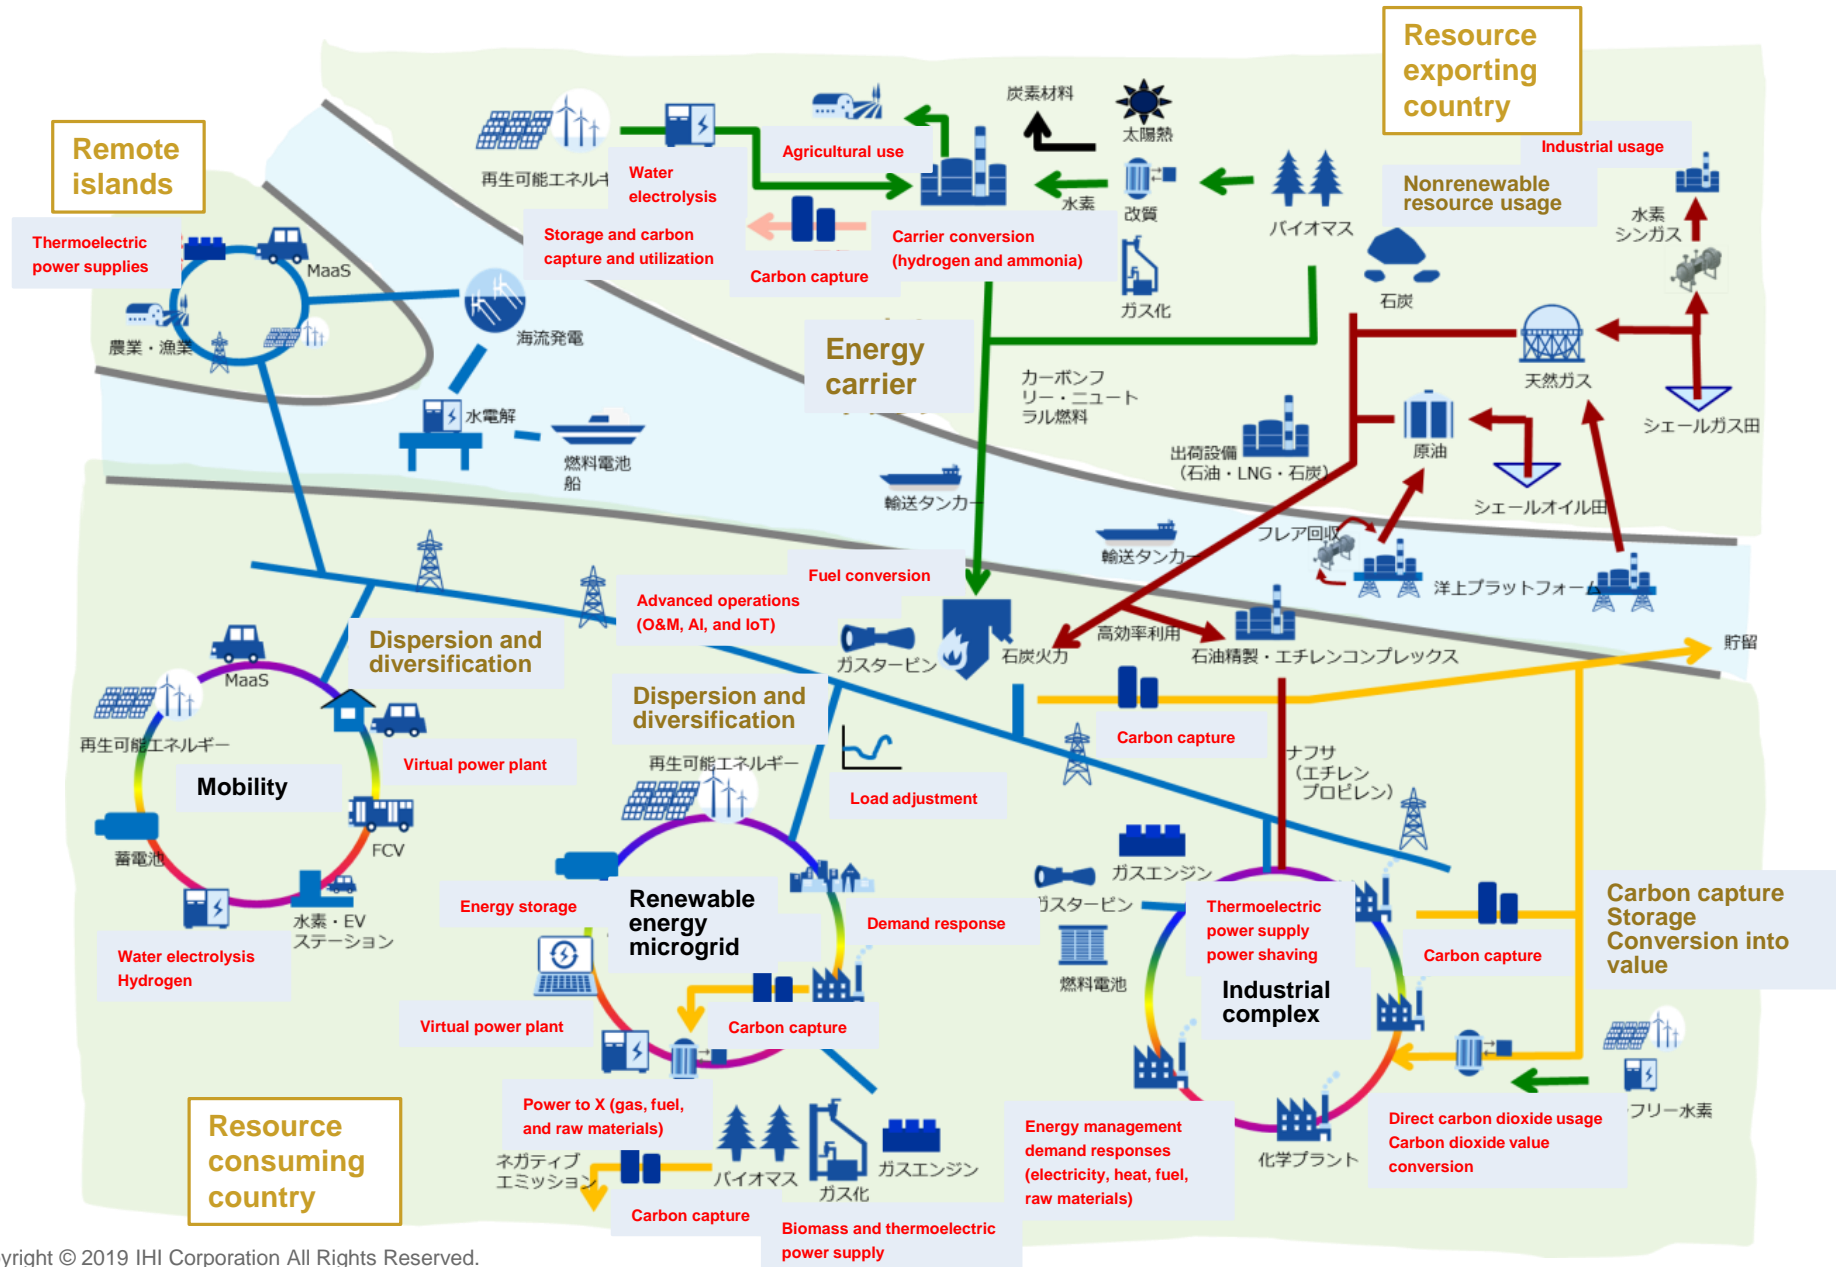 Resource
exporting
country
Remote
islands
炭素材料
太陽熱
Industrial usage
Agricultural use
再生可能エネルギ
Water
electrolysis
水素
改質
バイオマス
Nonrenewable
resource usage
水素
シンガス
Thermoelectric
power supplies
MaaS
Storage and carbon
capture and utilization
Carbon capture
Carrier conversion
(hydrogen and ammonia)
ガス化
石炭
海流発電
農業・漁業
Energy
carrier
カーボンフ
リー・ニュート
ラル燃料
天然ガス
水電解
燃料電池
船
出荷設備
（石油・LNG・石炭）
原油
シェールガス田
輸送タンカー
シェールオイル田
輸送タンカー
フレア回収
洋上プラットフォーム
Fuel conversion
Advanced operations
(O&M, AI, and IoT)
Dispersion and
diversification
ガスタービン
石炭火力
高効率利用
石油精製・エチレンコンプレックス
貯留
MaaS
再生可能エネルギー
Dispersion and
diversification
Carbon capture
Virtual power plant
Mobility
再生可能エネルギー
Load adjustment
ナフサ
（エチレン
プロピレン）
蓄電池
FCV
ガスエンジン
ガスタービン
水素・EV
ステーション
Energy storage
Renewable
energy
microgrid
Demand response
Thermoelectric
power supply
power shaving
Carbon capture
Carbon capture
Storage
Conversion into
value
Water electrolysis
Hydrogen
燃料電池
Industrial
complex
Virtual power plant
Carbon capture
Power to X (gas, fuel,
and raw materials)
Resource
consuming
country
ネガティブ
エミッション
バイオマス
ガス化
ガスエンジン
Energy management
demand responses
(electricity, heat, fuel,
raw materials)
化学プラント
Direct carbon dioxide usage
Carbon dioxide value
conversion
フリー水素
Carbon capture
Biomass and thermoelectric
power supply
yright © 2019 IHI Corporation All Rights Reserved.